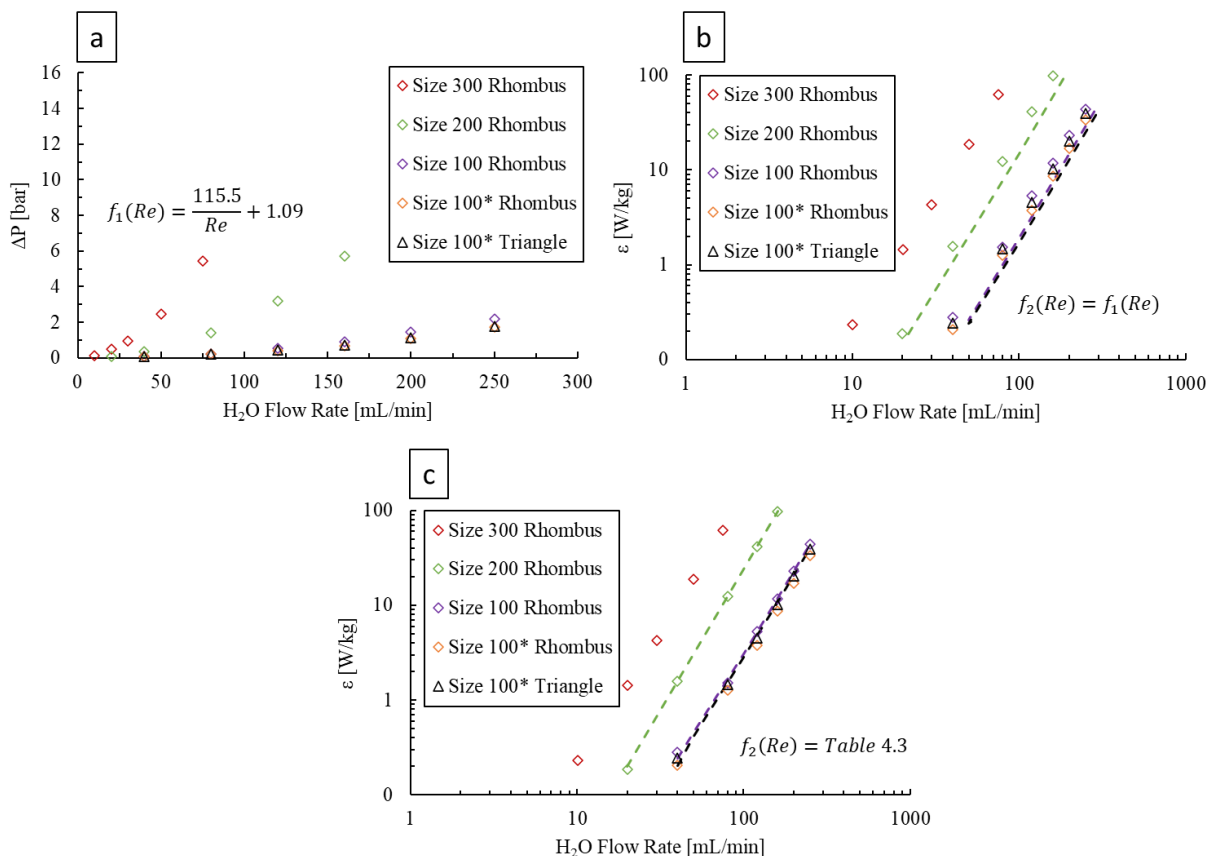 a
16
14
12
10
8
6
4
2
0
ΔP [bar]
f₁(Re) = 115.5/Re + 1.09
Size 300 Rhombus
Size 200 Rhombus
Size 100 Rhombus
Size 100* Rhombus
Size 100* Triangle
0 50 100 150 200 250 300
H₂O Flow Rate [mL/min]
b
100
10
1
0
ε [W/kg]
Size 300 Rhombus
Size 200 Rhombus
Size 100 Rhombus
Size 100* Rhombus
Size 100* Triangle
f₂(Re) = f₁(Re)
1 10 100 1000
H₂O Flow Rate [mL/min]
c
100
10
1
0
ε [W/kg]
Size 300 Rhombus
Size 200 Rhombus
Size 100 Rhombus
Size 100* Rhombus
Size 100* Triangle
f₂(Re) = Table 4.3
1 10 100 1000
H₂O Flow Rate [mL/min]